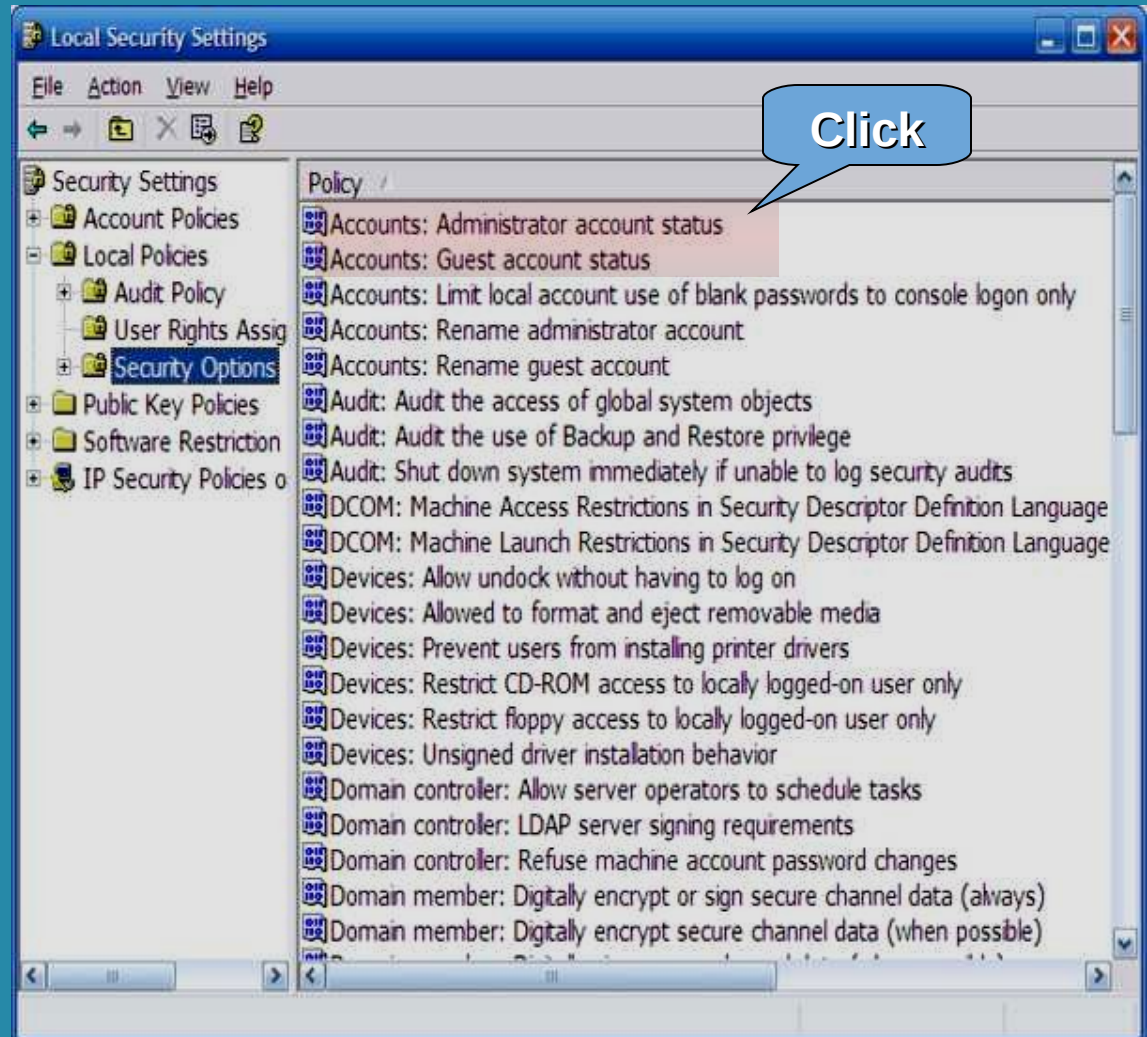 Local Security Settings
File Action View Help
Click
Security Settings
Account Policies
Local Policies
Audit Policy
User Rights Assig
Security Options
Public Key Policies
Software Restriction
IP Security Policies o
Policy
Accounts: Administrator account status
Accounts: Guest account status
Accounts: Limit local account use of blank passwords to console logon only
Accounts: Rename administrator account
Accounts: Rename guest account
Audit: Audit the access of global system objects
Audit: Audit the use of Backup and Restore privilege
Audit: Shut down system immediately if unable to log security audits
DCOM: Machine Access Restrictions in Security Descriptor Definition Language
DCOM: Machine Launch Restrictions in Security Descriptor Definition Language
Devices: Allow undock without having to log on
Devices: Allowed to format and eject removable media
Devices: Prevent users from installing printer drivers
Devices: Restrict CD-ROM access to locally logged-on user only
Devices: Restrict floppy access to locally logged-on user only
Devices: Unsigned driver installation behavior
Domain controller: Allow server operators to schedule tasks
Domain controller: LDAP server signing requirements
Domain controller: Refuse machine account password changes
Domain member: Digitally encrypt or sign secure channel data (always)
Domain member: Digitally encrypt secure channel data (when possible)